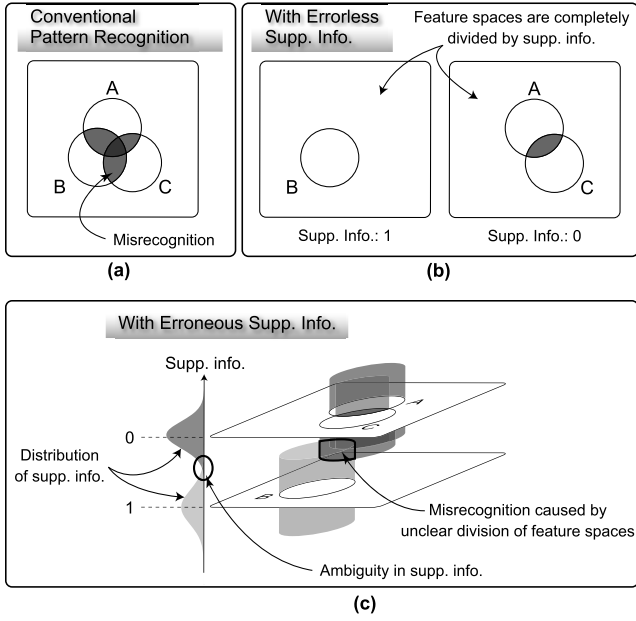 Conventional
Pattern Recognition
A
B
C
Misrecognition
(a)
With Errorless
Supp. Info.
Feature spaces are completely
divided by supp. info.
B
A
C
Supp. Info.: 1
Supp. Info.: 0
(b)
With Erroneous Supp. Info.
Supp. info.
A
C
0
Distribution
of supp. info.
B
1
Misrecognition caused by
unclear division of feature spaces
Ambiguity in supp. info.
(c)